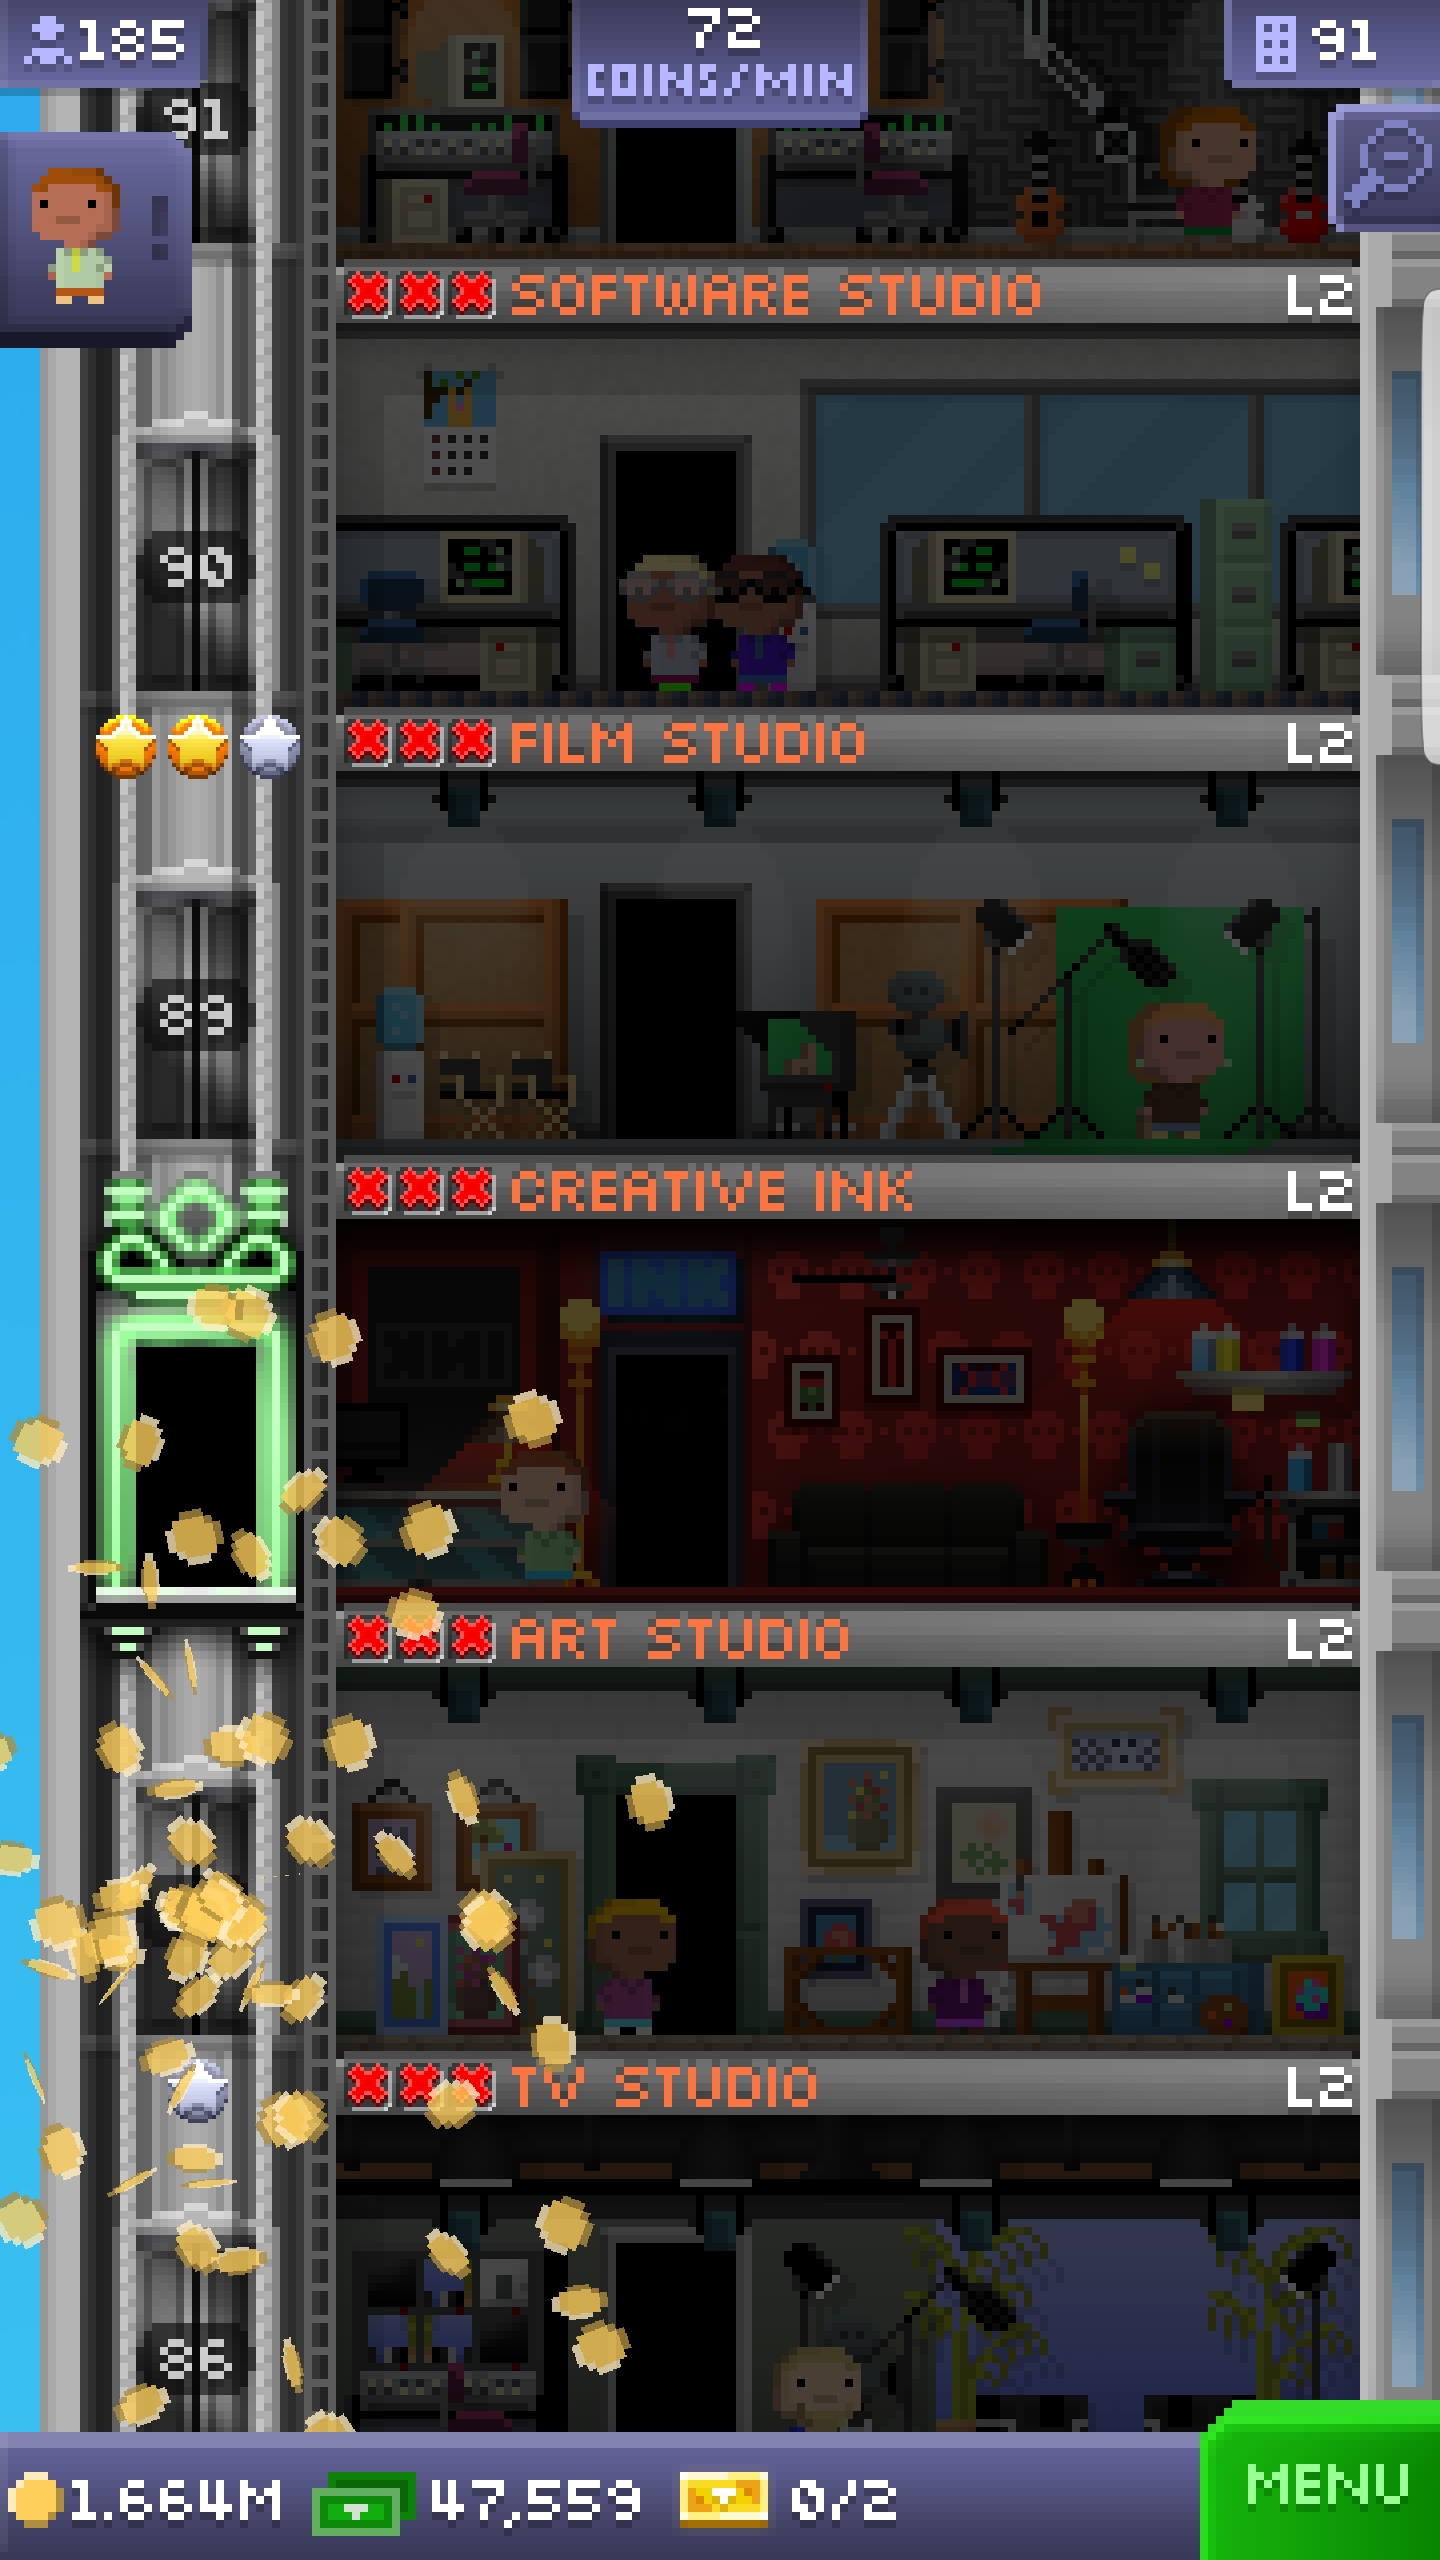 185
72
COINS/MIN
91
91
SOFTWARE STUDIO L2
90
FILM STUDIO L2
89
CREATIVE INK L2
INK
ART STUDIO L2
TV STUDIO L2
86
1.664M 47,559 0/2 MENU